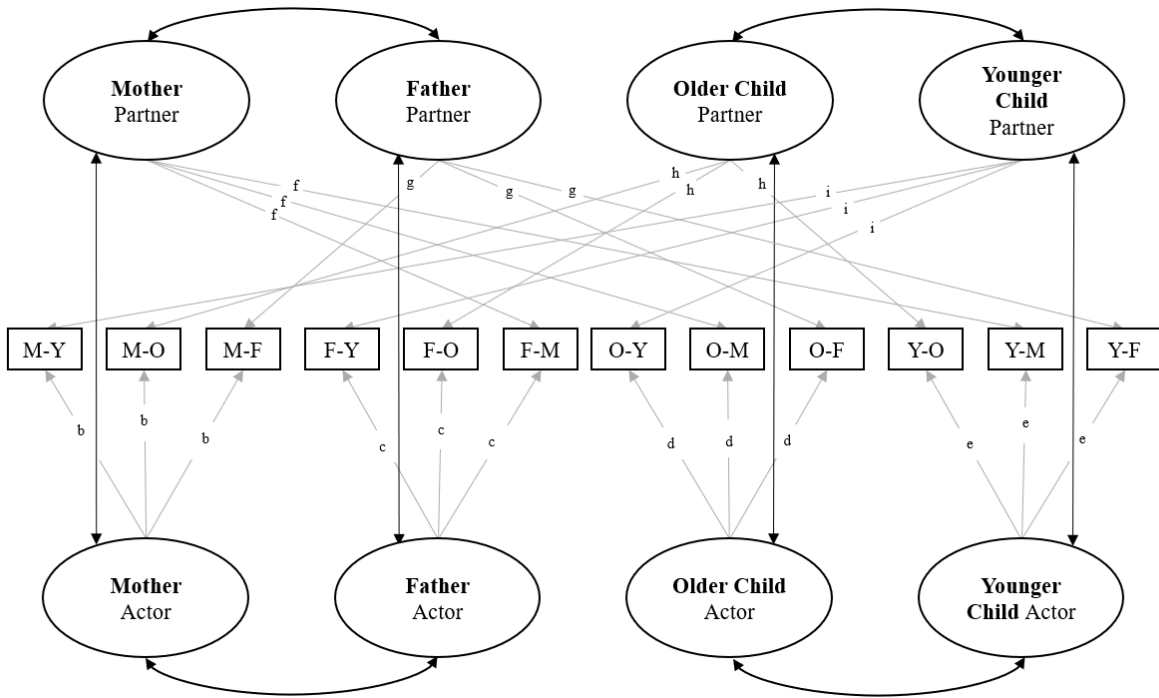 Mother
Partner
Father
Partner
Older Child
Partner
Younger
Child
Partner
f
f
f
g
g
g
h
h
h
i
i
i
M-Y
M-O
M-F
F-Y
F-O
F-M
O-Y
O-M
O-F
Y-O
Y-M
Y-F
b
b
b
c
c
c
d
d
d
e
e
e
Mother
Actor
Father
Actor
Older Child
Actor
Younger
Child Actor